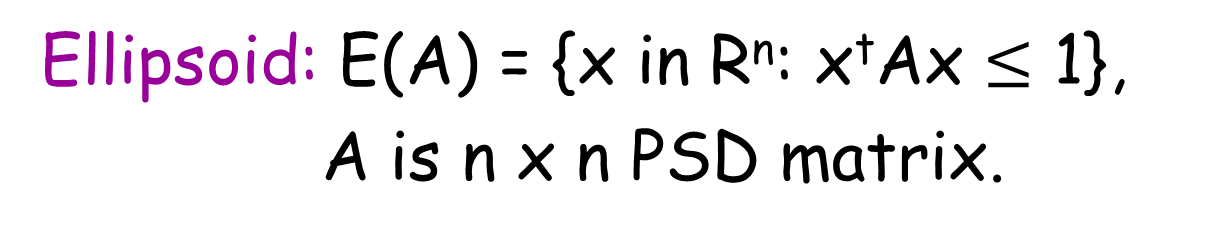 Ellipsoid: E(A) = {x in Rⁿ: x†Ax ≤ 1},
A is n x n PSD matrix.